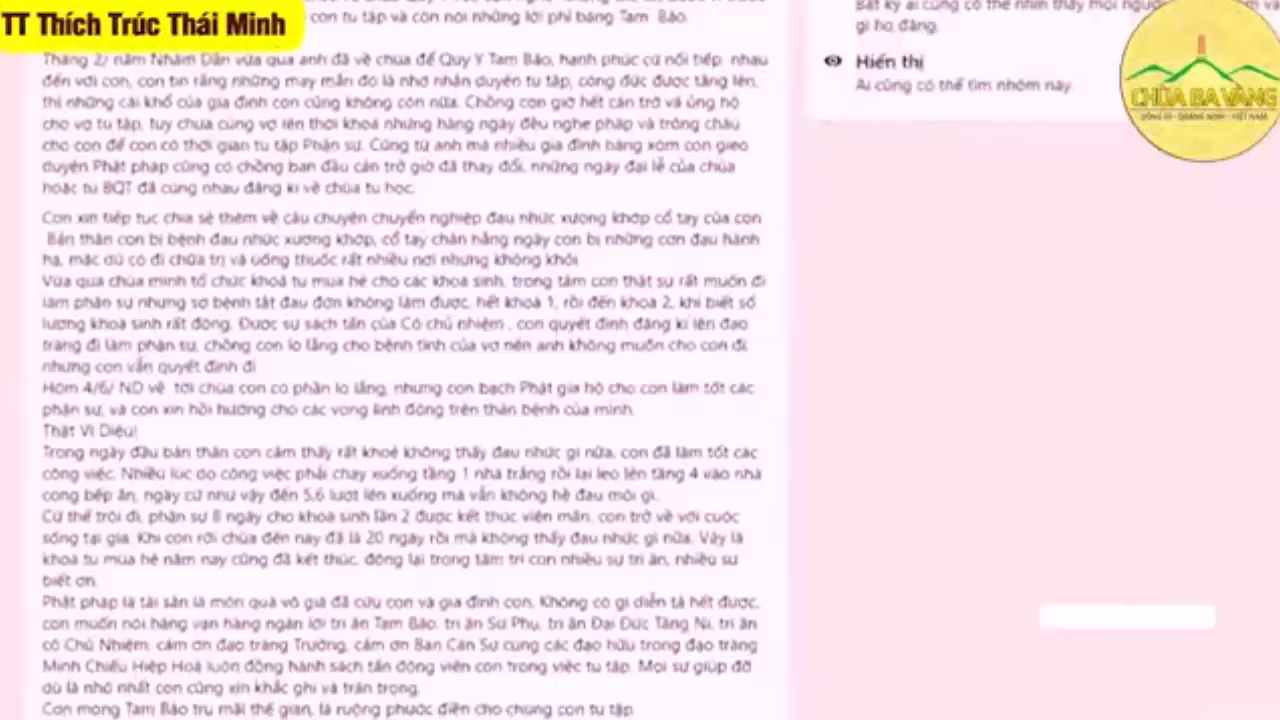 TT Thích Trúc Thái Minh
con tu tập và còn nói những lời phỉ báng Tam Bảo.
Tháng 2/ năm Nhâm Dần vừa qua anh đã về chùa để Quy Y Tam Bảo, hạnh phúc cứ nối tiếp nhau
đến với con, con tin rằng những may mắn đó là nhờ nhân duyên tu tập, công đức được tăng lên,
thì những cái khổ của gia đình con cũng không còn nữa. Chồng con giờ hết cản trở và ủng hộ
cho vợ tu tập, tuy chưa cùng vợ lên thời khoá nhưng hàng ngày đều nghe pháp và trông cháu
cho con để con có thời gian tu tập Phận sự. Cũng từ anh mà nhiều gia đình hàng xóm con gieo
duyên Phật pháp cũng có chồng ban đầu cản trở giờ đã thay đổi, những ngày đại lễ của chùa
hoặc tu BQT đã cùng nhau đăng kí về chùa tu học.
Con xin tiếp tục chia sẻ thêm về câu chuyện chuyển nghiệp đau nhức xương khớp cổ tay của con
Bản thân con bị bệnh đau nhức xương khớp, cổ tay chân hằng ngày con bị những cơn đau hành
hạ, mặc dù có đi chữa trị và uống thuốc rất nhiều nơi nhưng không khỏi
Vừa qua chùa mình tổ chức khoá tu mùa hè cho các khoá sinh, trong tâm con thật sự rất muốn đi
làm phận sự nhưng sợ bệnh tật đau đớn không làm được, hết khoá 1, rồi đến khoá 2, khi biết số
lượng khoá sinh rất đông. Được sự sách tấn của Cô chủ nhiệm , con quyết định đăng kí lên đạo
tràng đi làm phận sự, chồng con lo lắng cho bệnh tình của vợ nên anh không muốn cho con đi
nhưng con vẫn quyết định đi
Hôm 4/6/ ND về tới chùa con có phần lo lắng, nhưng con bạch Phật gia hộ cho con làm tốt các
phận sự, và con xin hồi hướng cho các vong linh động trên thân bệnh của mình.
Thật Vi Diệu!
Trong ngày đầu bản thân con cảm thấy rất khoẻ không thấy đau nhức gì nữa, con đã làm tốt các
công việc. Nhiều lúc do công việc phải chạy xuống tầng 1 nhà trắng rồi lại leo lên tầng 4 vào nhà
cong bếp ăn, ngày cứ như vậy đến 5,6 lượt lên xuống mà vẫn không hề đau mỏi gì.
Cứ thế trôi đi, phận sự 8 ngày cho khoá sinh lần 2 được kết thúc viên mãn, con trở về với cuộc
sống tại gia. Khi con rời chùa đến nay đã là 20 ngày rồi mà không thấy đau nhức gì nữa. Vậy là
khoá tu mùa hè năm nay cũng đã kết thúc, đọng lại trong tâm trí con nhiều sự tri ân, nhiều sự
biết ơn.
Phật pháp là tài sản là món quà vô giá đã cứu con và gia đình con. Không có gì diễn tả hết được,
con muốn nói hàng vạn hàng ngàn lời tri ân Tam Bảo, tri ân Sư Phụ, tri ân Đại Đức Tăng Ni, tri ân
cô Chủ Nhiệm, cảm ơn đạo tràng Trưởng, cảm ơn Ban Cán Sự cùng các đạo hữu trong đạo tràng
Minh Chiếu Hiệp Hoà luôn đồng hành sách tấn động viên con trong việc tu tập. Mọi sự giúp đỡ
dù là nhỏ nhất con cũng xin khắc ghi và trân trọng.
Con mong Tam Bảo trụ mãi thế gian, là ruộng phước điền cho chúng con tu tập
Bất kỳ ai cũng có thể nhìn thấy mọi người
gì họ đăng.
Hiển thị
Ai cũng có thể tìm nhóm này.
CHÙA BA VÀNG
UÔNG BÍ - QUẢNG NINH - VIỆT NAM